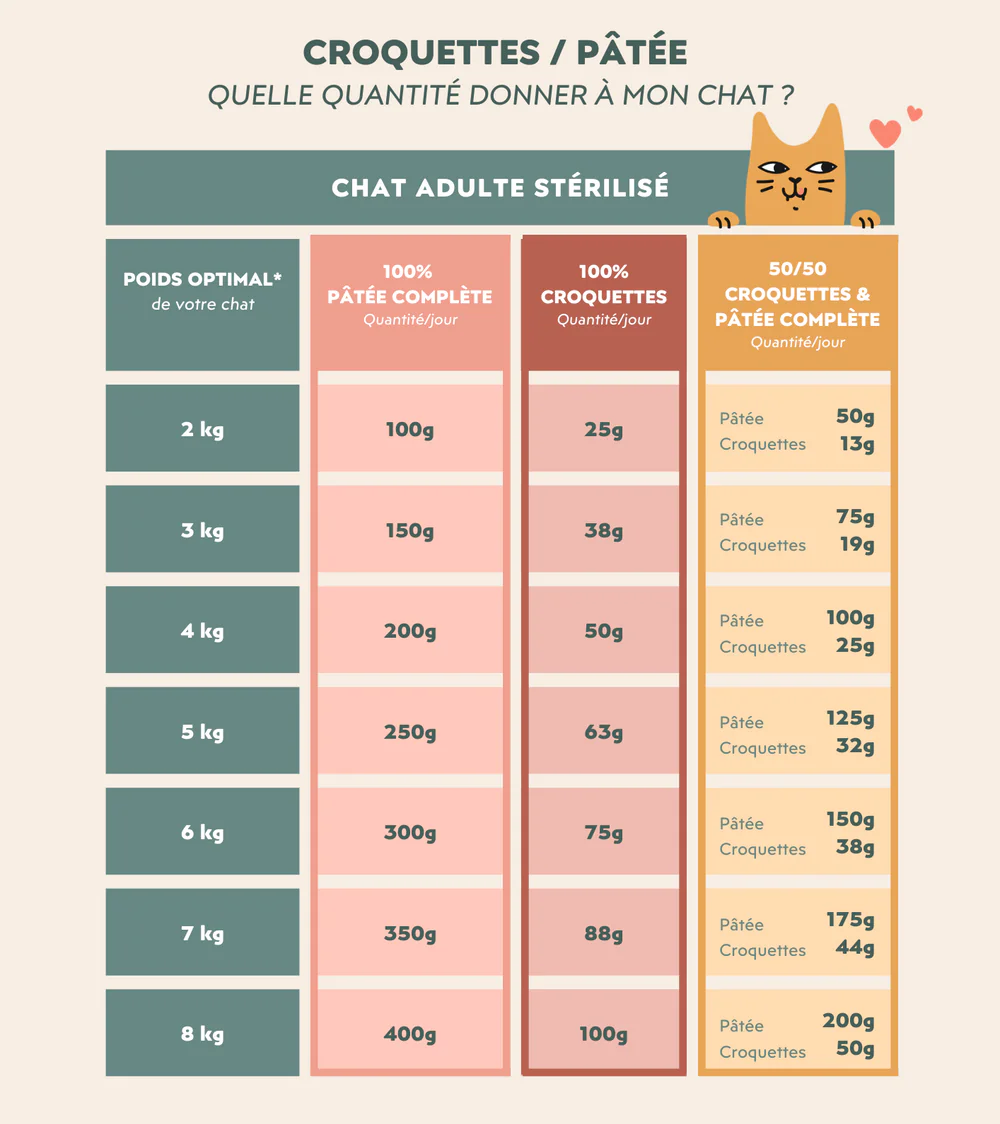 CROQUETTES / PÂTÉE
QUELLE QUANTITÉ DONNER À MON CHAT ?
CHAT ADULTE STÉRILISÉ
POIDS OPTIMAL*
de votre chat
100%
PÂTÉE COMPLÈTE
Quantité/jour
100%
CROQUETTES
Quantité/jour
50/50
CROQUETTES &
PÂTÉE COMPLÈTE
Quantité/jour
2 kg
100g
25g
Pâtée 50g
Croquettes 13g
3 kg
150g
38g
Pâtée 75g
Croquettes 19g
4 kg
200g
50g
Pâtée 100g
Croquettes 25g
5 kg
250g
63g
Pâtée 125g
Croquettes 32g
6 kg
300g
75g
Pâtée 150g
Croquettes 38g
7 kg
350g
88g
Pâtée 175g
Croquettes 44g
8 kg
400g
100g
Pâtée 200g
Croquettes 50g